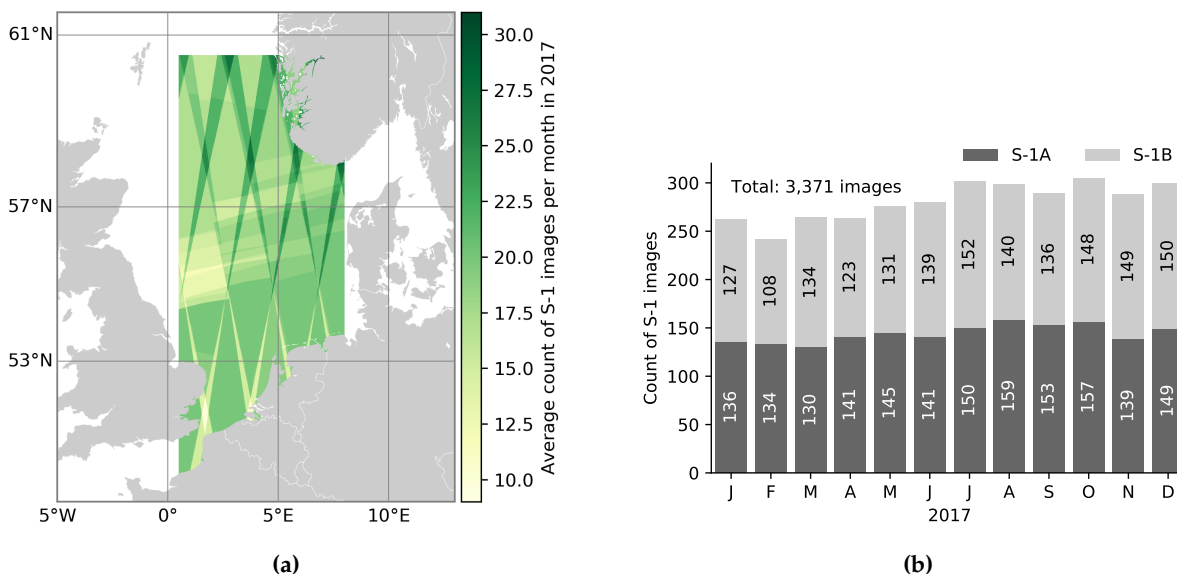 61°N
57°N
53°N
5°W 0° 5°E 10°E
30.0
27.5
25.0
22.5
20.0
17.5
15.0
12.5
10.0
Average count of S-1 images per month in 2017
(a)
S-1A S-1B
Total: 3,371 images
Count of S-1 images
300
250
200
150
100
50
0
127 108 134 123 131 139 152 140 136 148 149 150
136 134 130 141 145 141 150 159 153 157 139 149
J F M A M J J A S O N D
2017
(b)